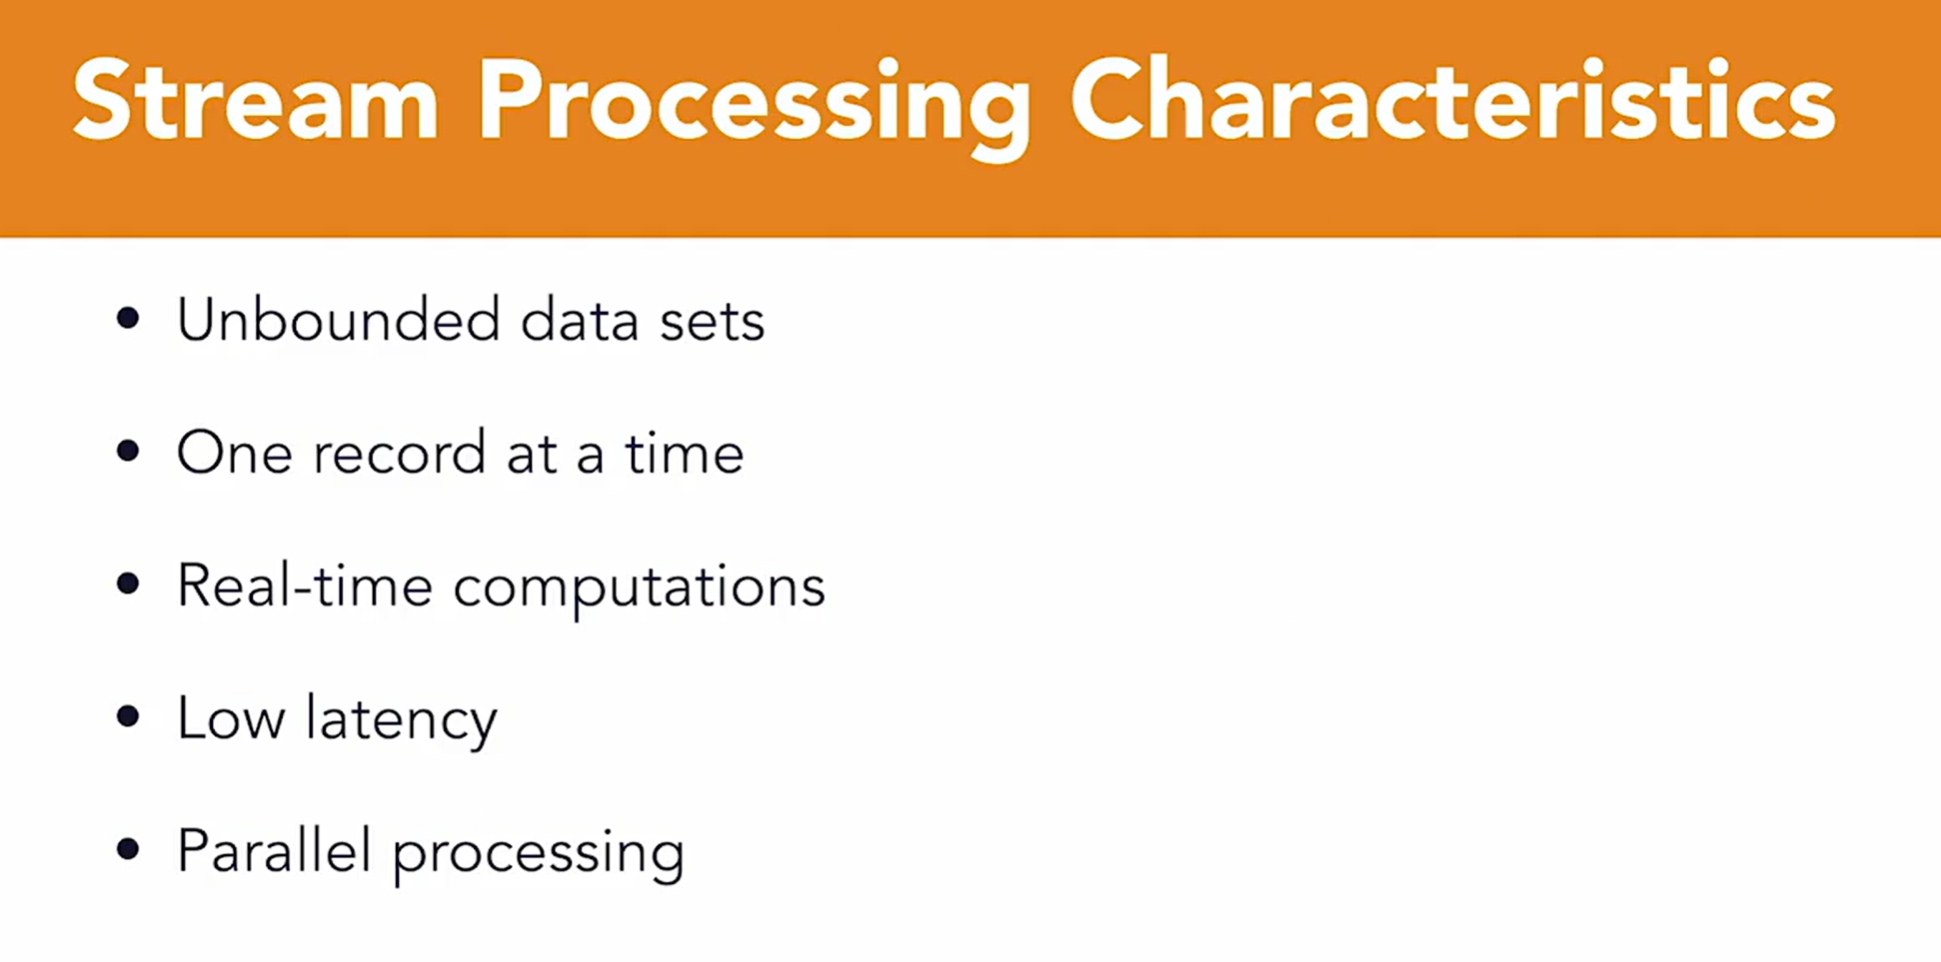 Stream Processing Characteristics
• Unbounded data sets
• One record at a time
• Real-time computations
• Low latency
• Parallel processing